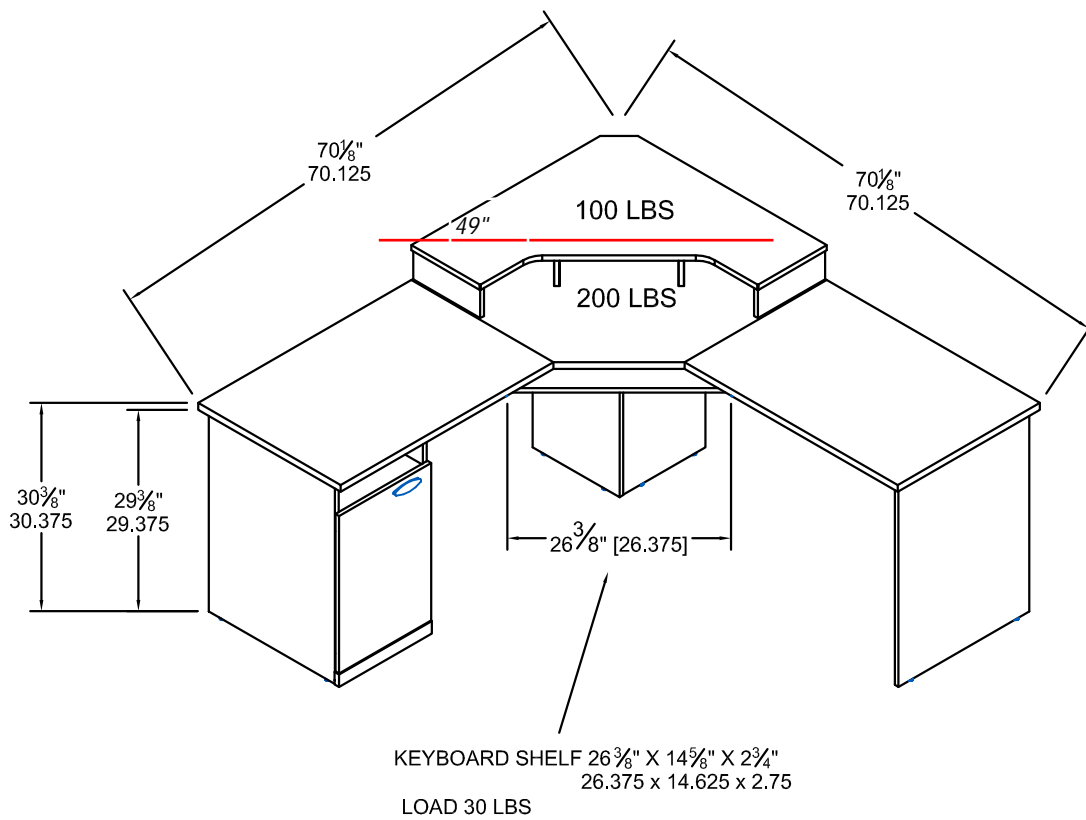 70⅛"
70.125
70⅛"
70.125
100 LBS
49"
200 LBS
30⅜"
30.375
29⅜"
29.375
26⅜" [26.375]
KEYBOARD SHELF 26⅜" X 14⅝" X 2¾"
26.375 x 14.625 x 2.75
LOAD 30 LBS